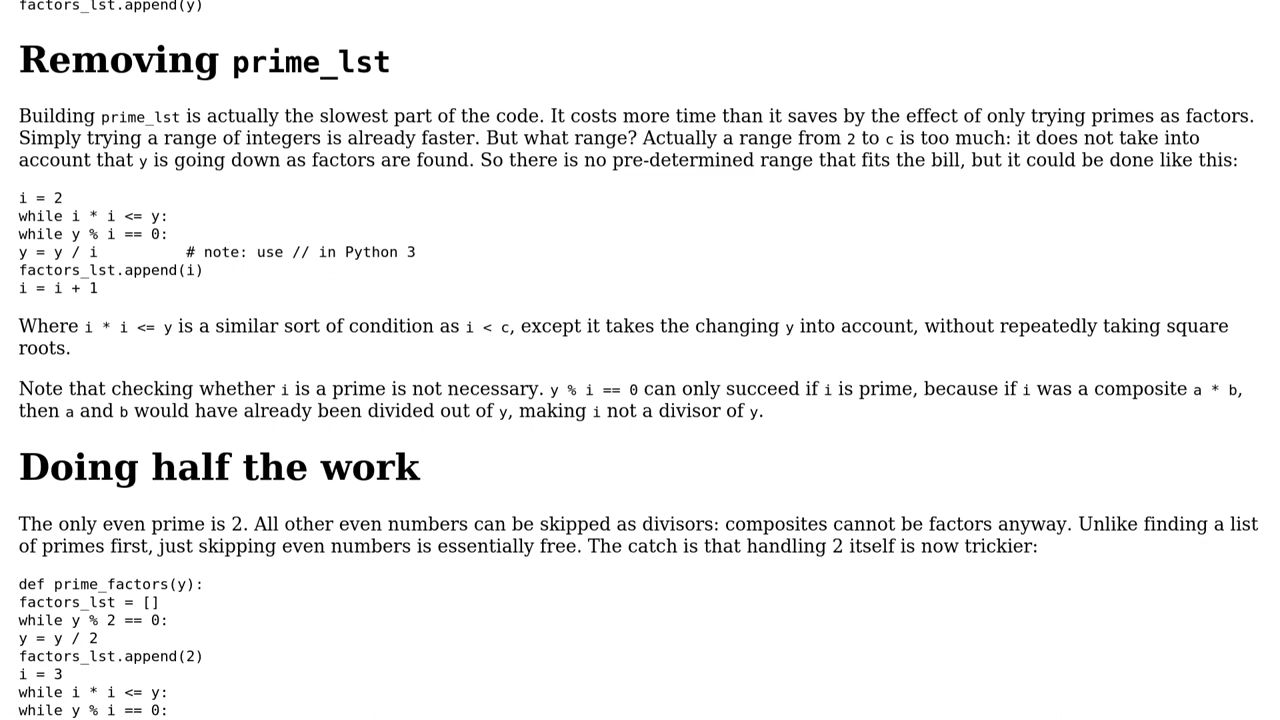 factors_lst.append(y)
Removing prime_lst
Building prime_lst is actually the slowest part of the code. It costs more time than it saves by the effect of only trying primes as factors.
Simply trying a range of integers is already faster. But what range? Actually a range from 2 to c is too much: it does not take into
account that y is going down as factors are found. So there is no pre-determined range that fits the bill, but it could be done like this:
i = 2
while i * i <= y:
while y % i == 0:
y = y / i          # note: use // in Python 3
factors_lst.append(i)
i = i + 1
Where i * i <= y is a similar sort of condition as i < c, except it takes the changing y into account, without repeatedly taking square
roots.
Note that checking whether i is a prime is not necessary. y % i == 0 can only succeed if i is prime, because if i was a composite a * b,
then a and b would have already been divided out of y, making i not a divisor of y.
Doing half the work
The only even prime is 2. All other even numbers can be skipped as divisors: composites cannot be factors anyway. Unlike finding a list
of primes first, just skipping even numbers is essentially free. The catch is that handling 2 itself is now trickier:
def prime_factors(y):
factors_lst = []
while y % 2 == 0:
y = y / 2
factors_lst.append(2)
i = 3
while i * i <= y:
while y % i == 0: